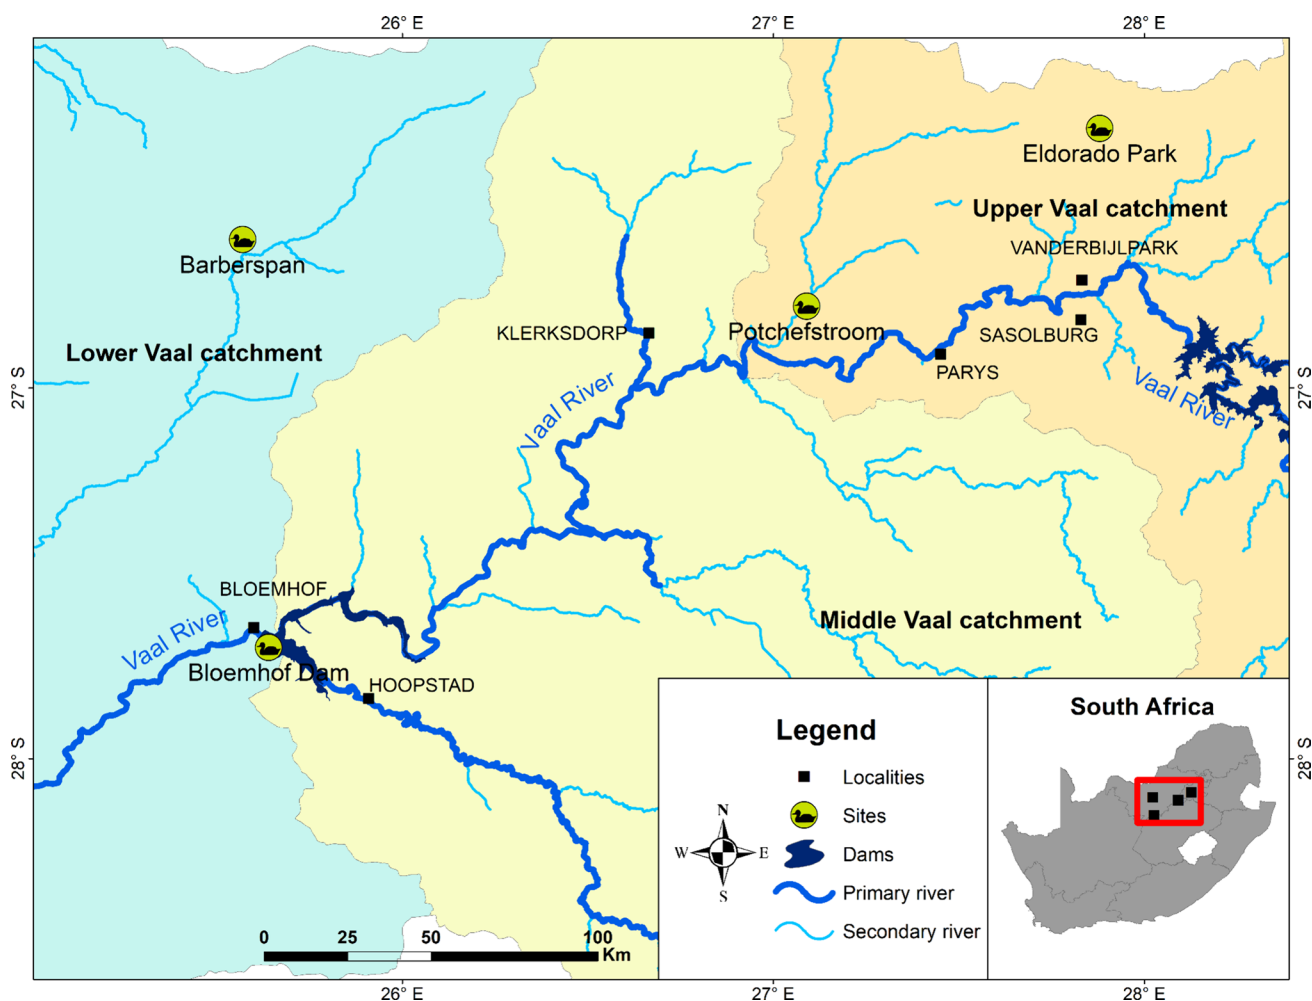 26° E
27° E
28° E
Eldorado Park
Upper Vaal catchment
VANDERBIJLPARK
Barberspan
KLERKSDORP
Potchefstroom
SASOLBURG
Lower Vaal catchment
PARYS
27° S
27° S
Vaal River
Vaal River
BLOEMHOF
Vaal River
Middle Vaal catchment
Bloemhof Dam
HOOPSTAD
28° S
28° S
Legend
Localities
Sites
Dams
Primary river
Secondary river
N
W
E
S
South Africa
0
25
50
100
Km
26° E
27° E
28° E